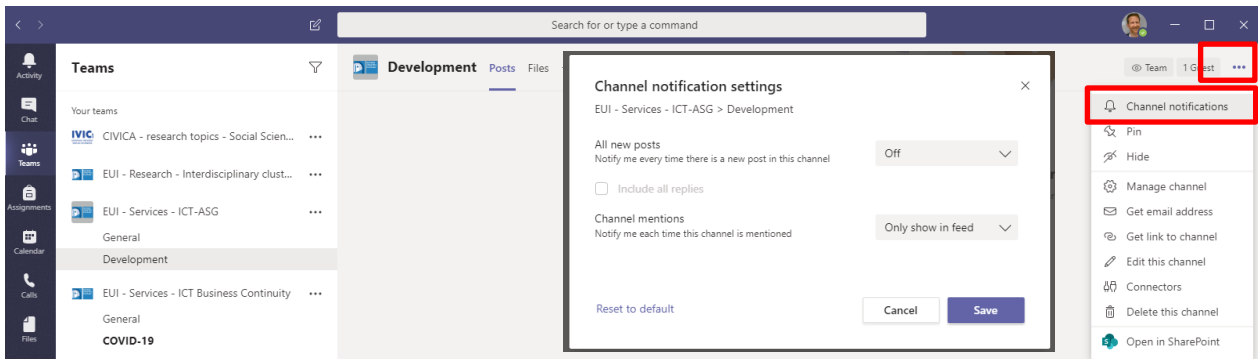 Search for or type a command
Activity
Chat
Teams
Assignments
Calendar
Calls
Files
Teams
Your teams
IVIC
CIVICA - research topics - Social Scien... ...
EUI - Research - Interdisciplinary clust... ...
EUI - Services - ICT-ASG ...
General
Development
EUI - Services - ICT Business Continuity ...
General
COVID-19
Development Posts Files
Team 1 Guest ...
Channel notification settings
EUI - Services - ICT-ASG > Development
All new posts
Notify me every time there is a new post in this channel
Off
Include all replies
Channel mentions
Notify me each time this channel is mentioned
Only show in feed
Reset to default
Cancel Save
Channel notifications
Pin
Hide
Manage channel
Get email address
Get link to channel
Edit this channel
Connectors
Delete this channel
Open in SharePoint